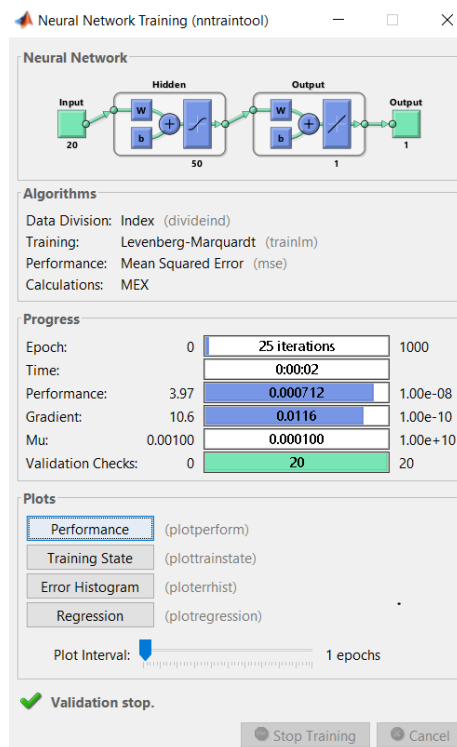 Neural Network Training (nntraintool)
Neural Network
Hidden Output
Input W W Output
b b
20 50 1 1
Algorithms
Data Division: Index (divideind)
Training: Levenberg-Marquardt (trainlm)
Performance: Mean Squared Error (mse)
Calculations: MEX
Progress
Epoch: 0 25 iterations 1000
Time: 0:00:02
Performance: 3.97 0.000712 1.00e-08
Gradient: 10.6 0.0116 1.00e-10
Mu: 0.00100 0.000100 1.00e+10
Validation Checks: 0 20 20
Plots
Performance (plotperform)
Training State (plottrainstate)
Error Histogram (ploterrhist)
Regression (plotregression)
Plot Interval: 1 epochs
Validation stop.
Stop Training Cancel